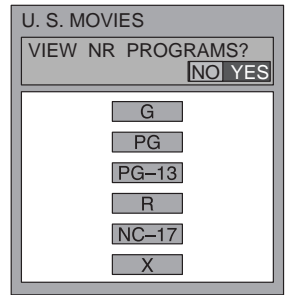 U. S. MOVIES
VIEW NR PROGRAMS?
NO YES
G
PG
PG–13
R
NC–17
X